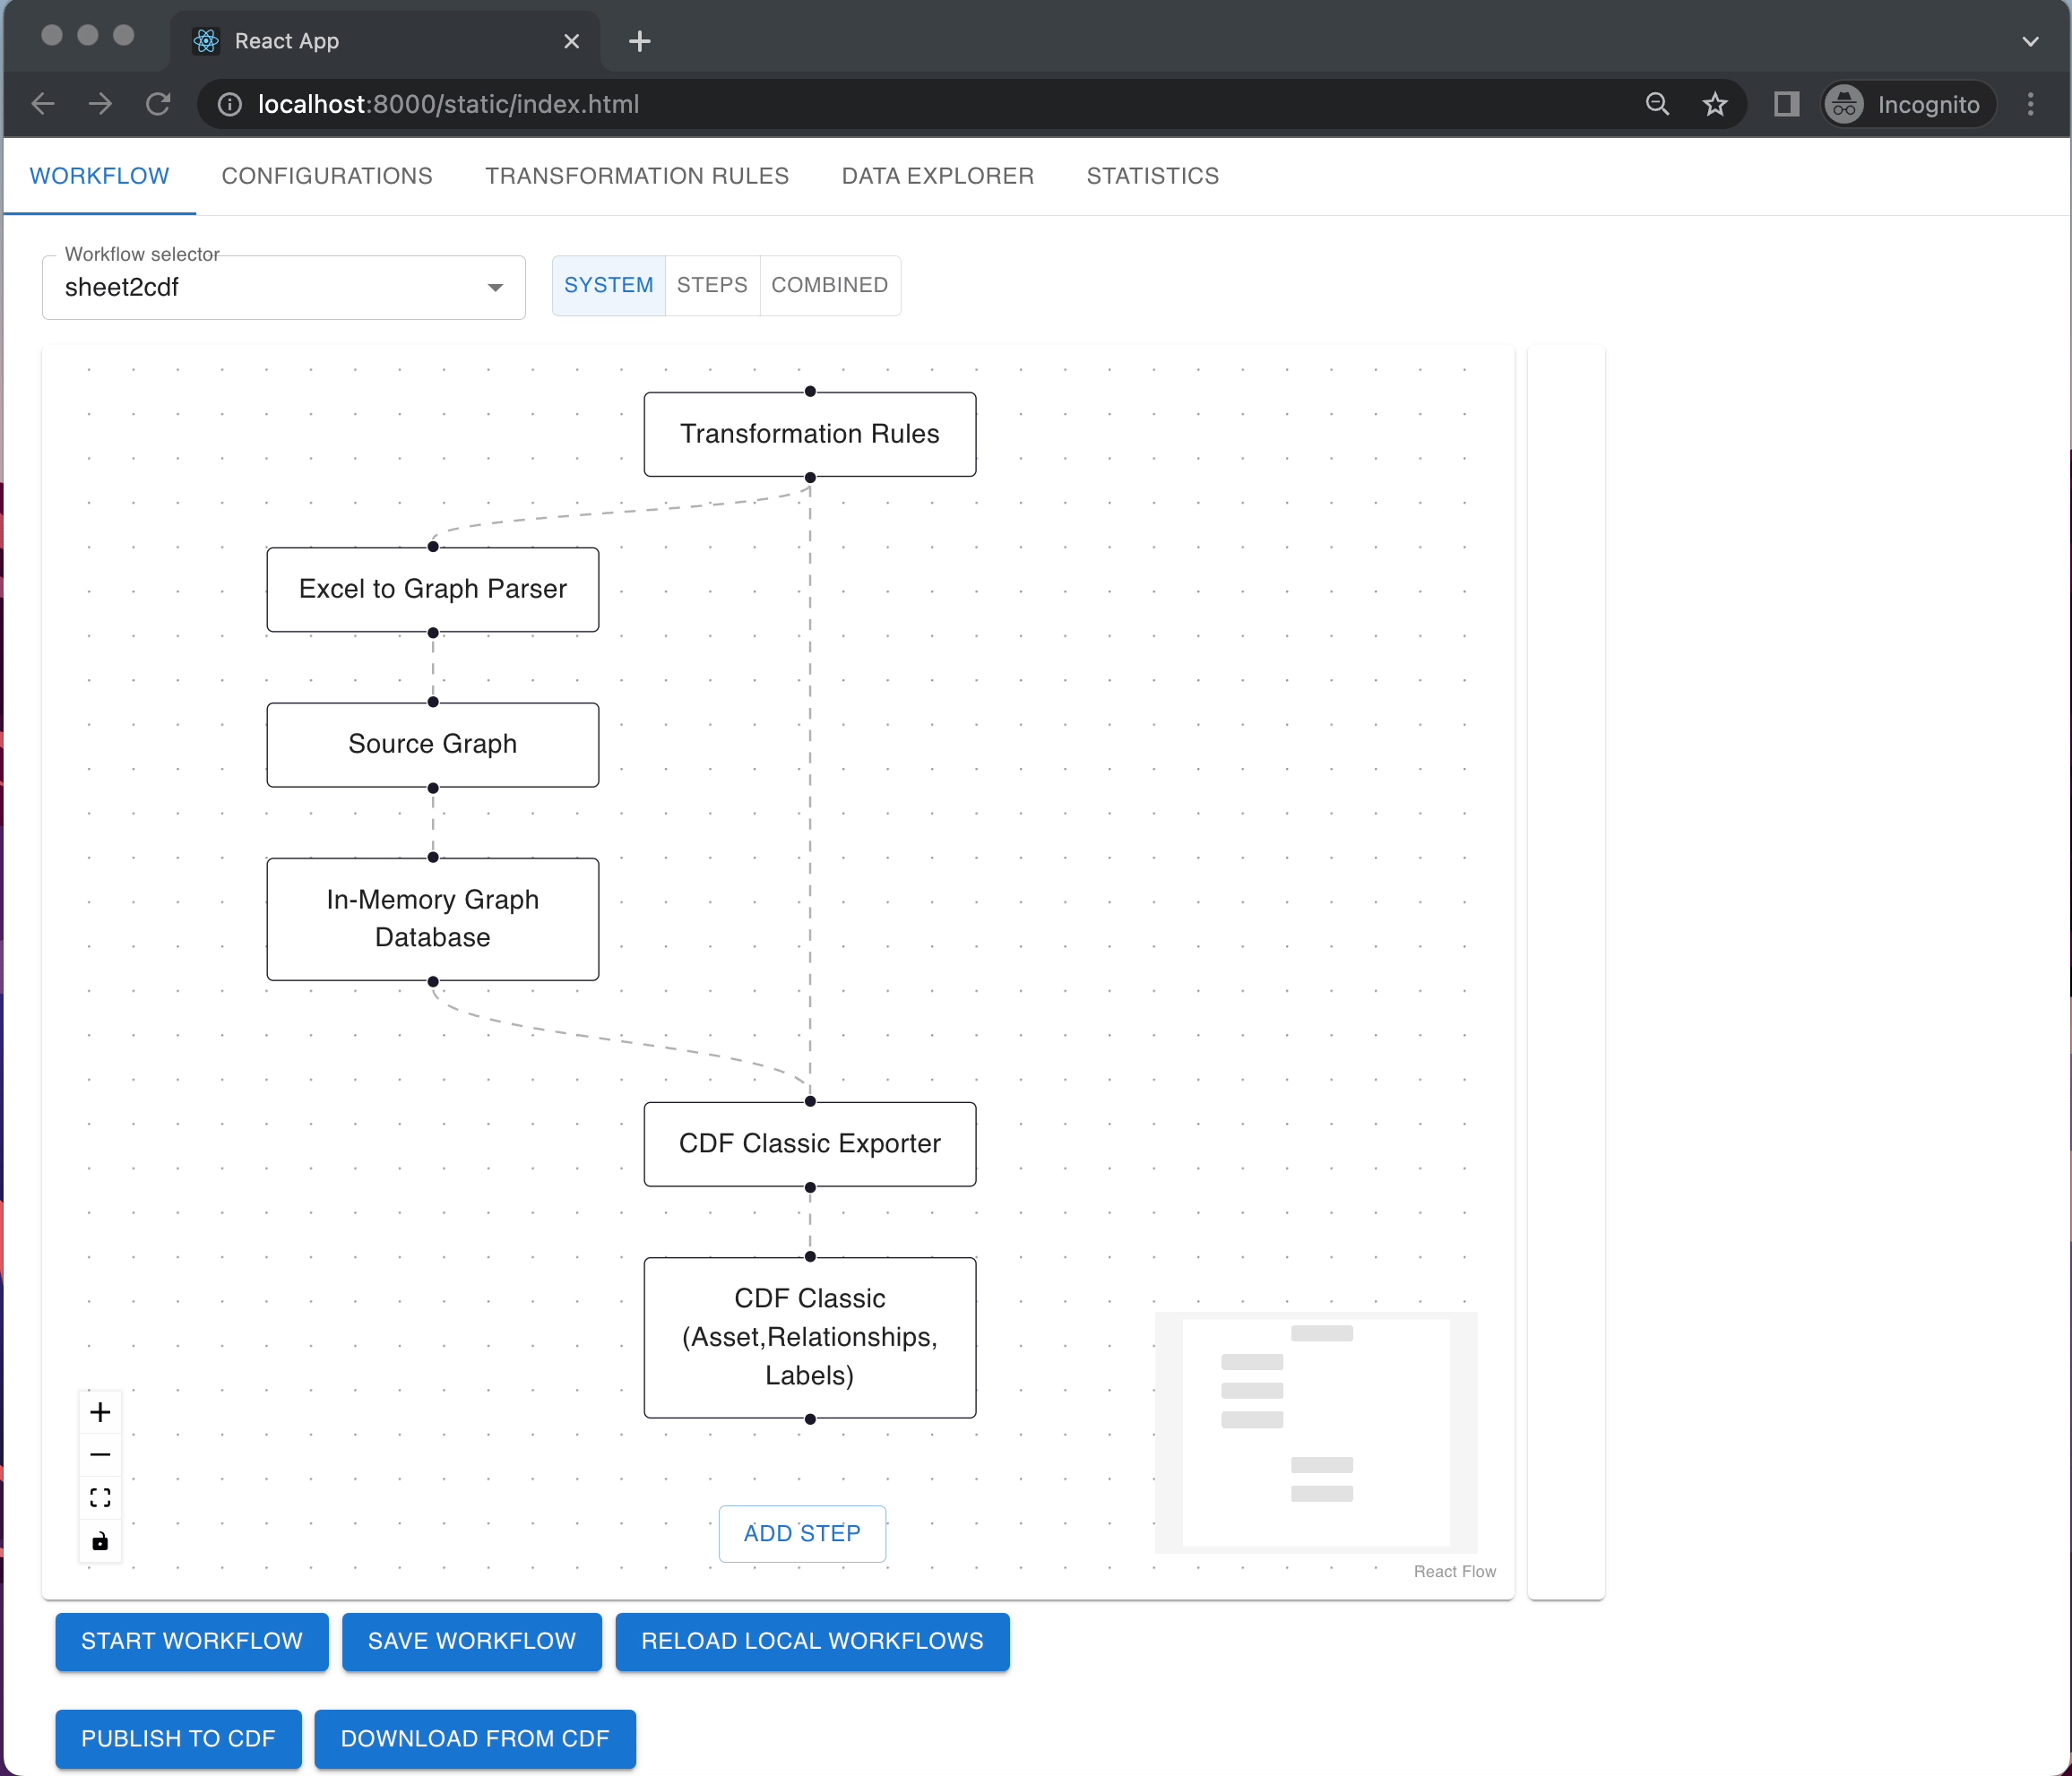 React App
localhost:8000/static/index.html
Incognito
WORKFLOW
CONFIGURATIONS
TRANSFORMATION RULES
DATA EXPLORER
STATISTICS
Workflow selector
sheet2cdf
SYSTEM
STEPS
COMBINED
Transformation Rules
Excel to Graph Parser
Source Graph
In-Memory Graph
Database
CDF Classic Exporter
CDF Classic
(Asset,Relationships,
Labels)
ADD STEP
React Flow
START WORKFLOW
SAVE WORKFLOW
RELOAD LOCAL WORKFLOWS
PUBLISH TO CDF
DOWNLOAD FROM CDF